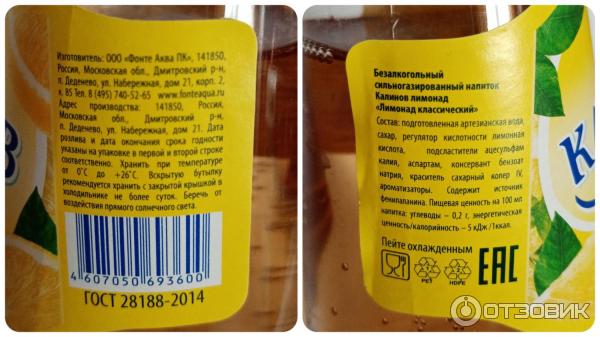 Изготовитель: ООО «Фонте Аква ПК», 141850,
Россия, Московская обл., Дмитровский р-н,
п. Деденево, ул. Набережная, дом 21, корп. 2,
к. 85 Тел. 8 (495) 740-52-65 www.fonteaqua.ru
Адрес производства: 141850, Россия,
Московская обл., Дмитровский р-н,
п. Деденево, ул. Набережная, дом 21. Дата
розлива и дата окончания срока годности
указаны на упаковке в первой и второй строке
соответственно. Хранить при температуре
от 0˚С до +26˚С. Вскрытую бутылку
рекомендуется хранить с закрытой крышкой в
холодильнике не более суток. Беречь от
воздействия прямого солнечного света.
4 607050 693600
ГОСТ 28188-2014
Безалкогольный
сильногазированный напиток
Калинов лимонад
«Лимонад классический»
Состав: подготовленная артезианская вода,
сахар, регулятор кислотности лимонная
кислота, подсластители ацесульфам
калия, аспартам, консервант бензоат
натрия, краситель сахарный колер IV,
ароматизаторы. Содержит источник
фенилаланина. Пищевая ценность на 100 мл
напитка: углеводы – 0,2 г, энергетическая
ценность/калорийность – 5 кДж /1ккал.
Пейте охлажденным
1
PET
2
HDPE
EAC
В
К
ОТЗОВИК